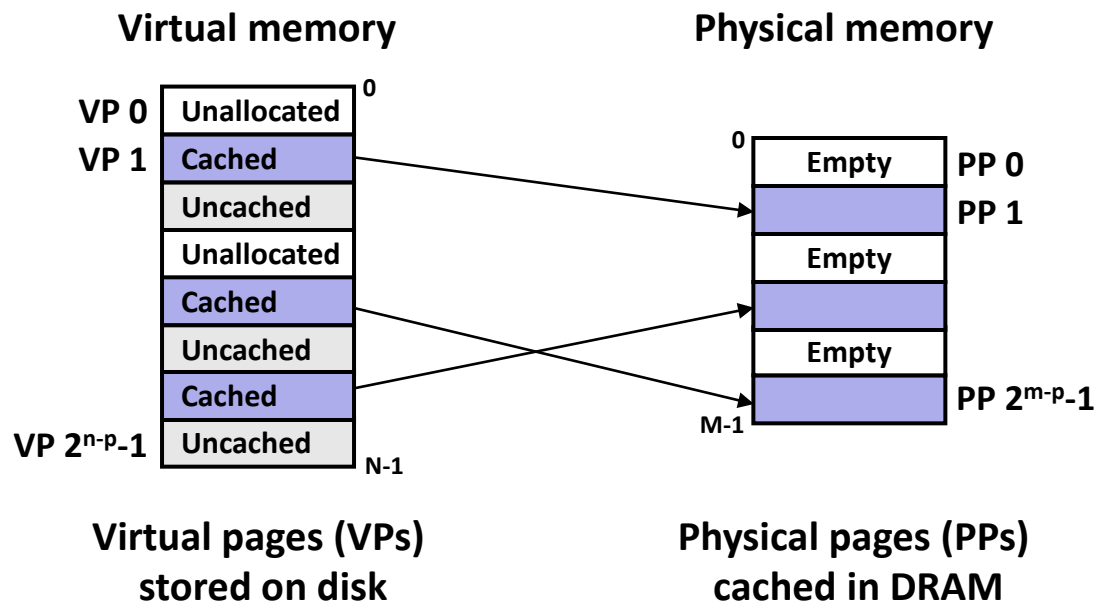 Virtual memory
Physical memory
0
VP 0
Unallocated
VP 1
Cached
Uncached
Unallocated
Cached
Uncached
Cached
VP 2ⁿ⁻ᵖ-1
Uncached
N-1
0
Empty
PP 0
PP 1
Empty
Empty
PP 2ᵐ⁻ᵖ-1
M-1
Virtual pages (VPs)
stored on disk
Physical pages (PPs)
cached in DRAM